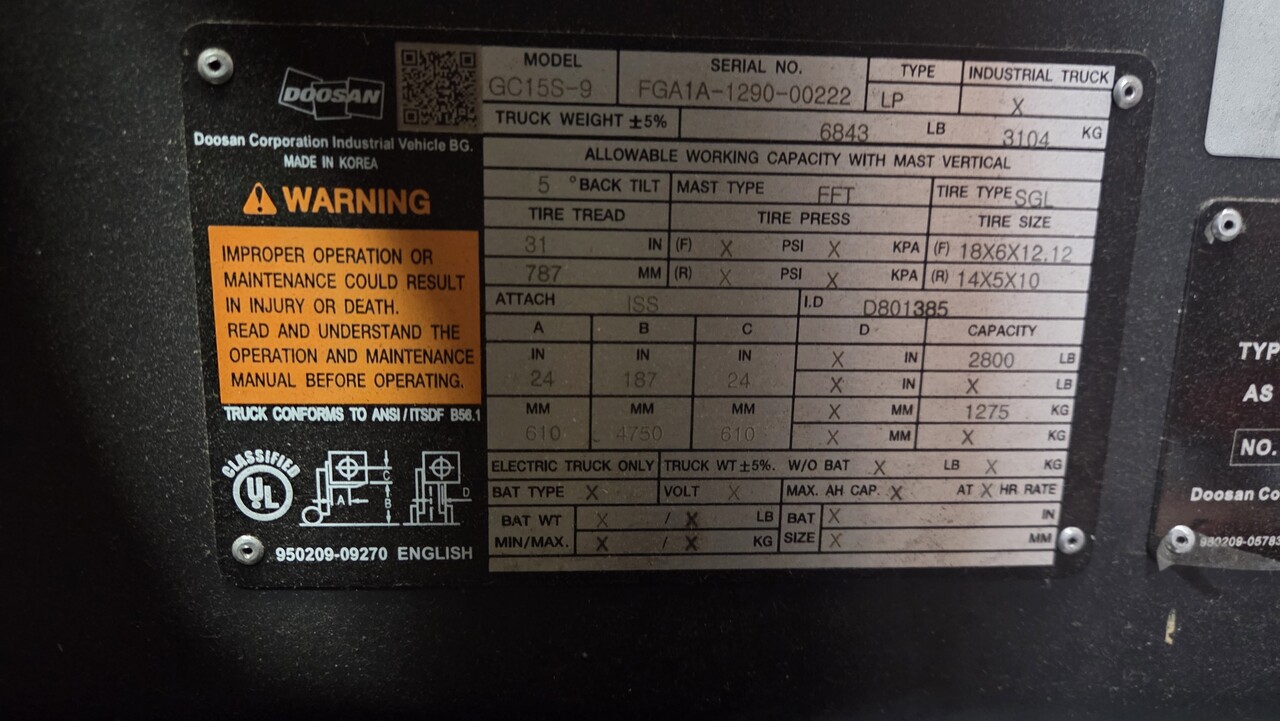 DOOSAN
Doosan Corporation Industrial Vehicle BG.
MADE IN KOREA
WARNING
IMPROPER OPERATION OR
MAINTENANCE COULD RESULT
IN INJURY OR DEATH.
READ AND UNDERSTAND THE
OPERATION AND MAINTENANCE
MANUAL BEFORE OPERATING.
TRUCK CONFORMS TO ANSI/ITSDF B56.1
CLASSIFIED
UL
A B C D
950209-09270 ENGLISH
MODEL SERIAL NO. TYPE INDUSTRIAL TRUCK
GC15S-9 FGA1A-1290-00222 LP X
TRUCK WEIGHT ±5% 6843 LB 3104 KG
ALLOWABLE WORKING CAPACITY WITH MAST VERTICAL
5 °BACK TILT MAST TYPE FFT TIRE TYPE SGL
TIRE TREAD TIRE PRESS TIRE SIZE
31 IN (F) X PSI X KPA (F) 18X6X12.12
787 MM (R) X PSI X KPA (R) 14X5X10
ATTACH ISS I.D D801385
A B C D CAPACITY
IN IN IN X IN 2800 LB
24 187 24 X IN X LB
MM MM MM X MM 1275 KG
610 4750 610 X MM X KG
ELECTRIC TRUCK ONLY TRUCK WT ±5%. W/O BAT X LB X KG
BAT TYPE X VOLT X MAX. AH CAP. X AT X HR RATE
BAT WT X / X LB BAT X IN
MIN/MAX. X / X KG SIZE X MM
TYP
AS
NO.
Doosan Co
950209-0578